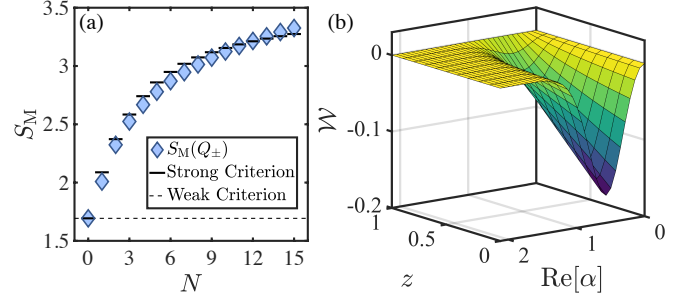 (a)
3.5
3
2.5
2
1.5
S_M
0 3 6 9 12 15
N
S_M(Q_±)
Strong Criterion
Weak Criterion
(b)
0
-0.1
-0.2
𝒲
1 0.5 0
z
2 1 0
Re[α]